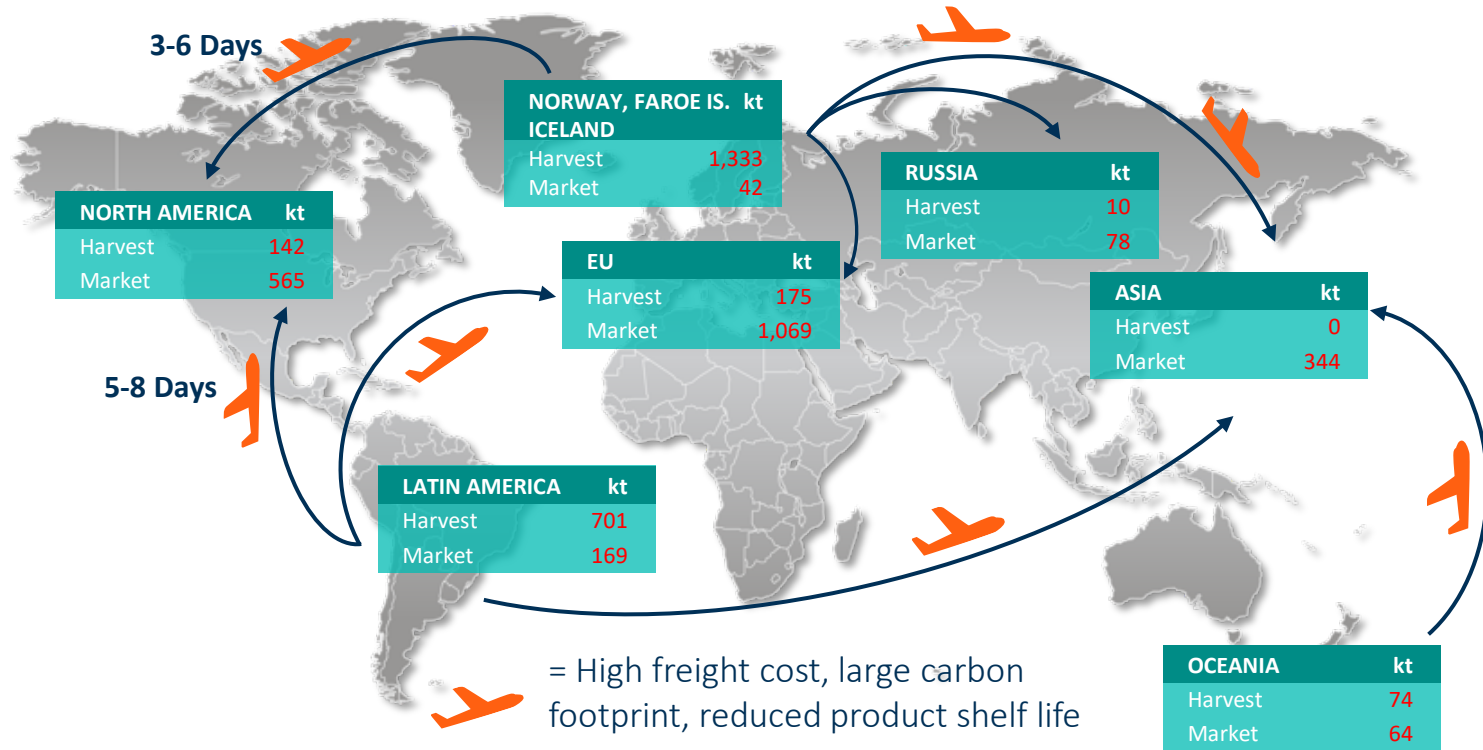 3-6 Days
NORWAY, FAROE IS. kt
ICELAND
Harvest 1,333
Market 42
RUSSIA kt
Harvest 10
Market 78
NORTH AMERICA kt
Harvest 142
Market 565
EU kt
Harvest 175
Market 1,069
ASIA kt
Harvest 0
Market 344
5-8 Days
LATIN AMERICA kt
Harvest 701
Market 169
= High freight cost, large carbon
footprint, reduced product shelf life
OCEANIA kt
Harvest 74
Market 64